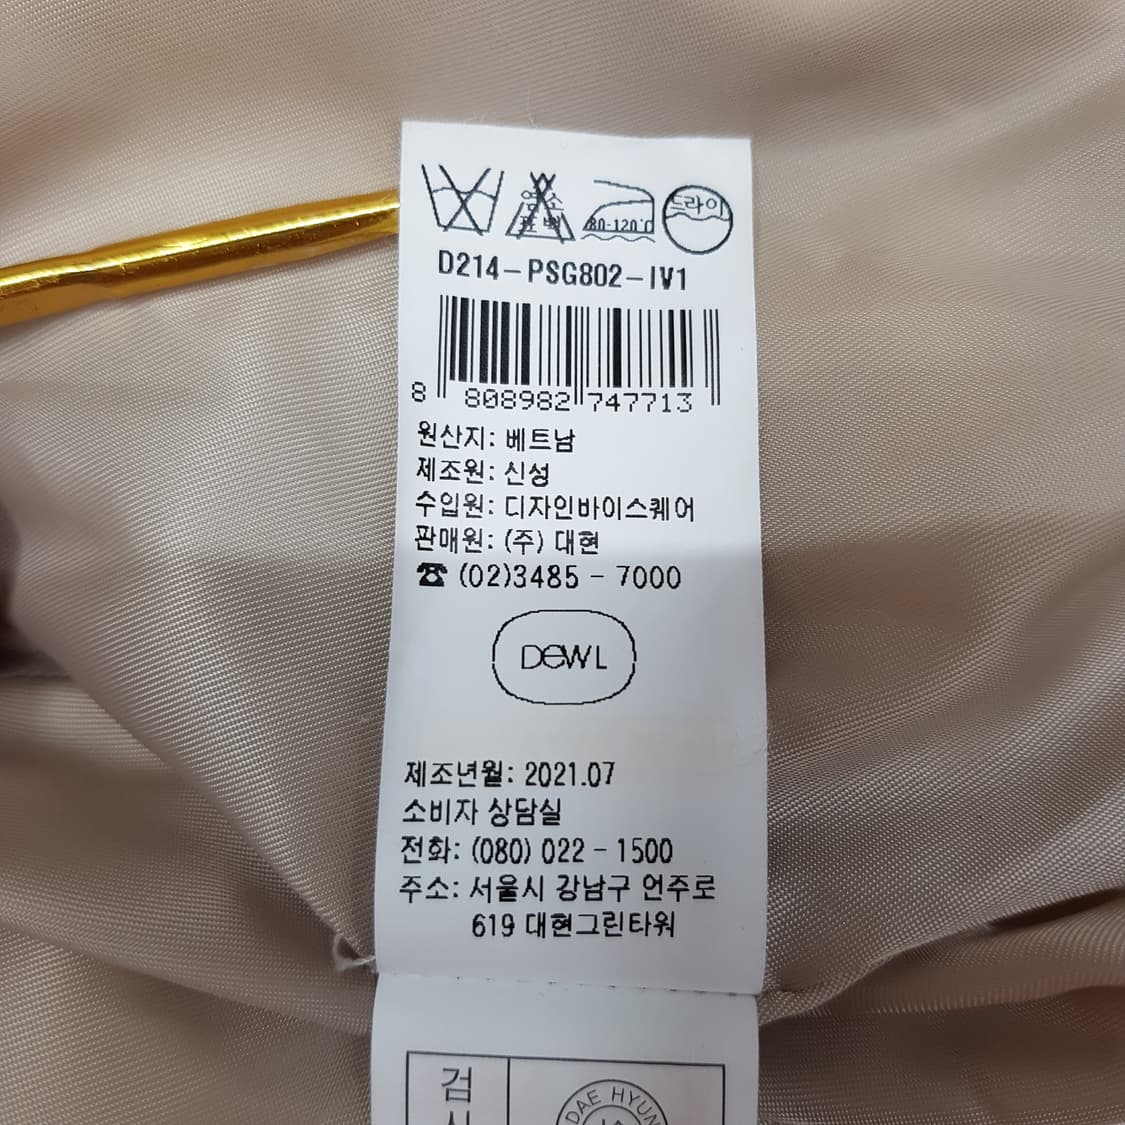 염소
표백
80-120℃
드라이
D214-PSG802-IV1
8 808982 747713
원산지: 베트남
제조원: 신성
수입원: 디자인바이스퀘어
판매원: (주) 대현
☎ (02)3485 - 7000
DEWL
제조년월: 2021.07
소비자 상담실
전화: (080) 022 - 1500
주소: 서울시 강남구 언주로
619 대현그린타워
검
DAE HYUN